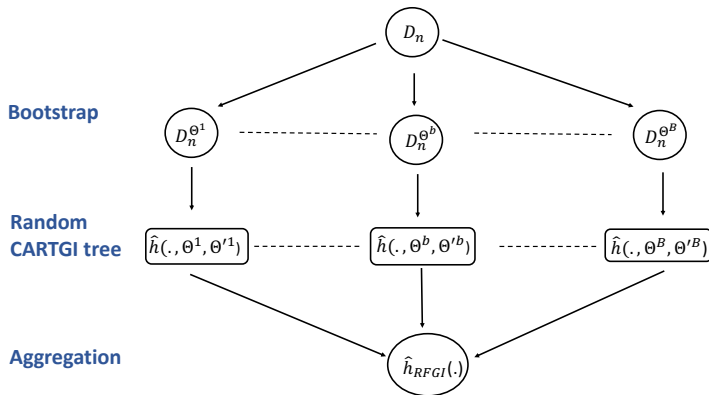 D_n
Bootstrap
D_n^{Θ^1}
D_n^{Θ^b}
D_n^{Θ^B}
Random
CARTGI tree
ĥ(., Θ^1, Θ'^1)
ĥ(., Θ^b, Θ'^b)
ĥ(., Θ^B, Θ'^B)
Aggregation
ĥ_{RFGI}(.)